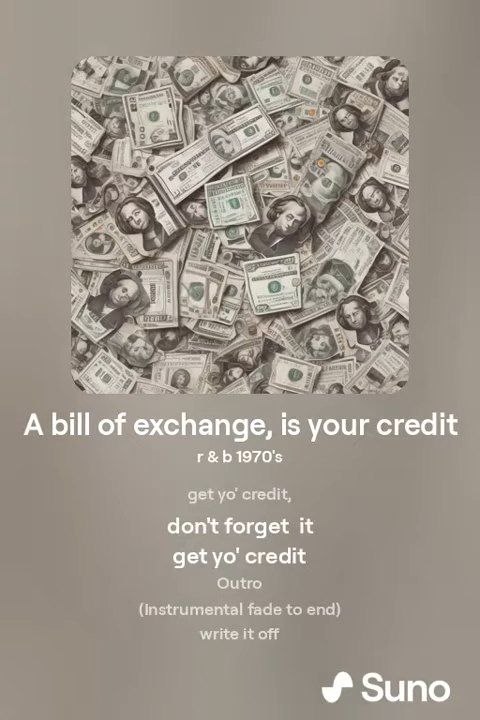 A bill of exchange, is your credit
r & b 1970's
get yo' credit,
don't forget  it
get yo' credit
Outro
(Instrumental fade to end)
write it off
Suno